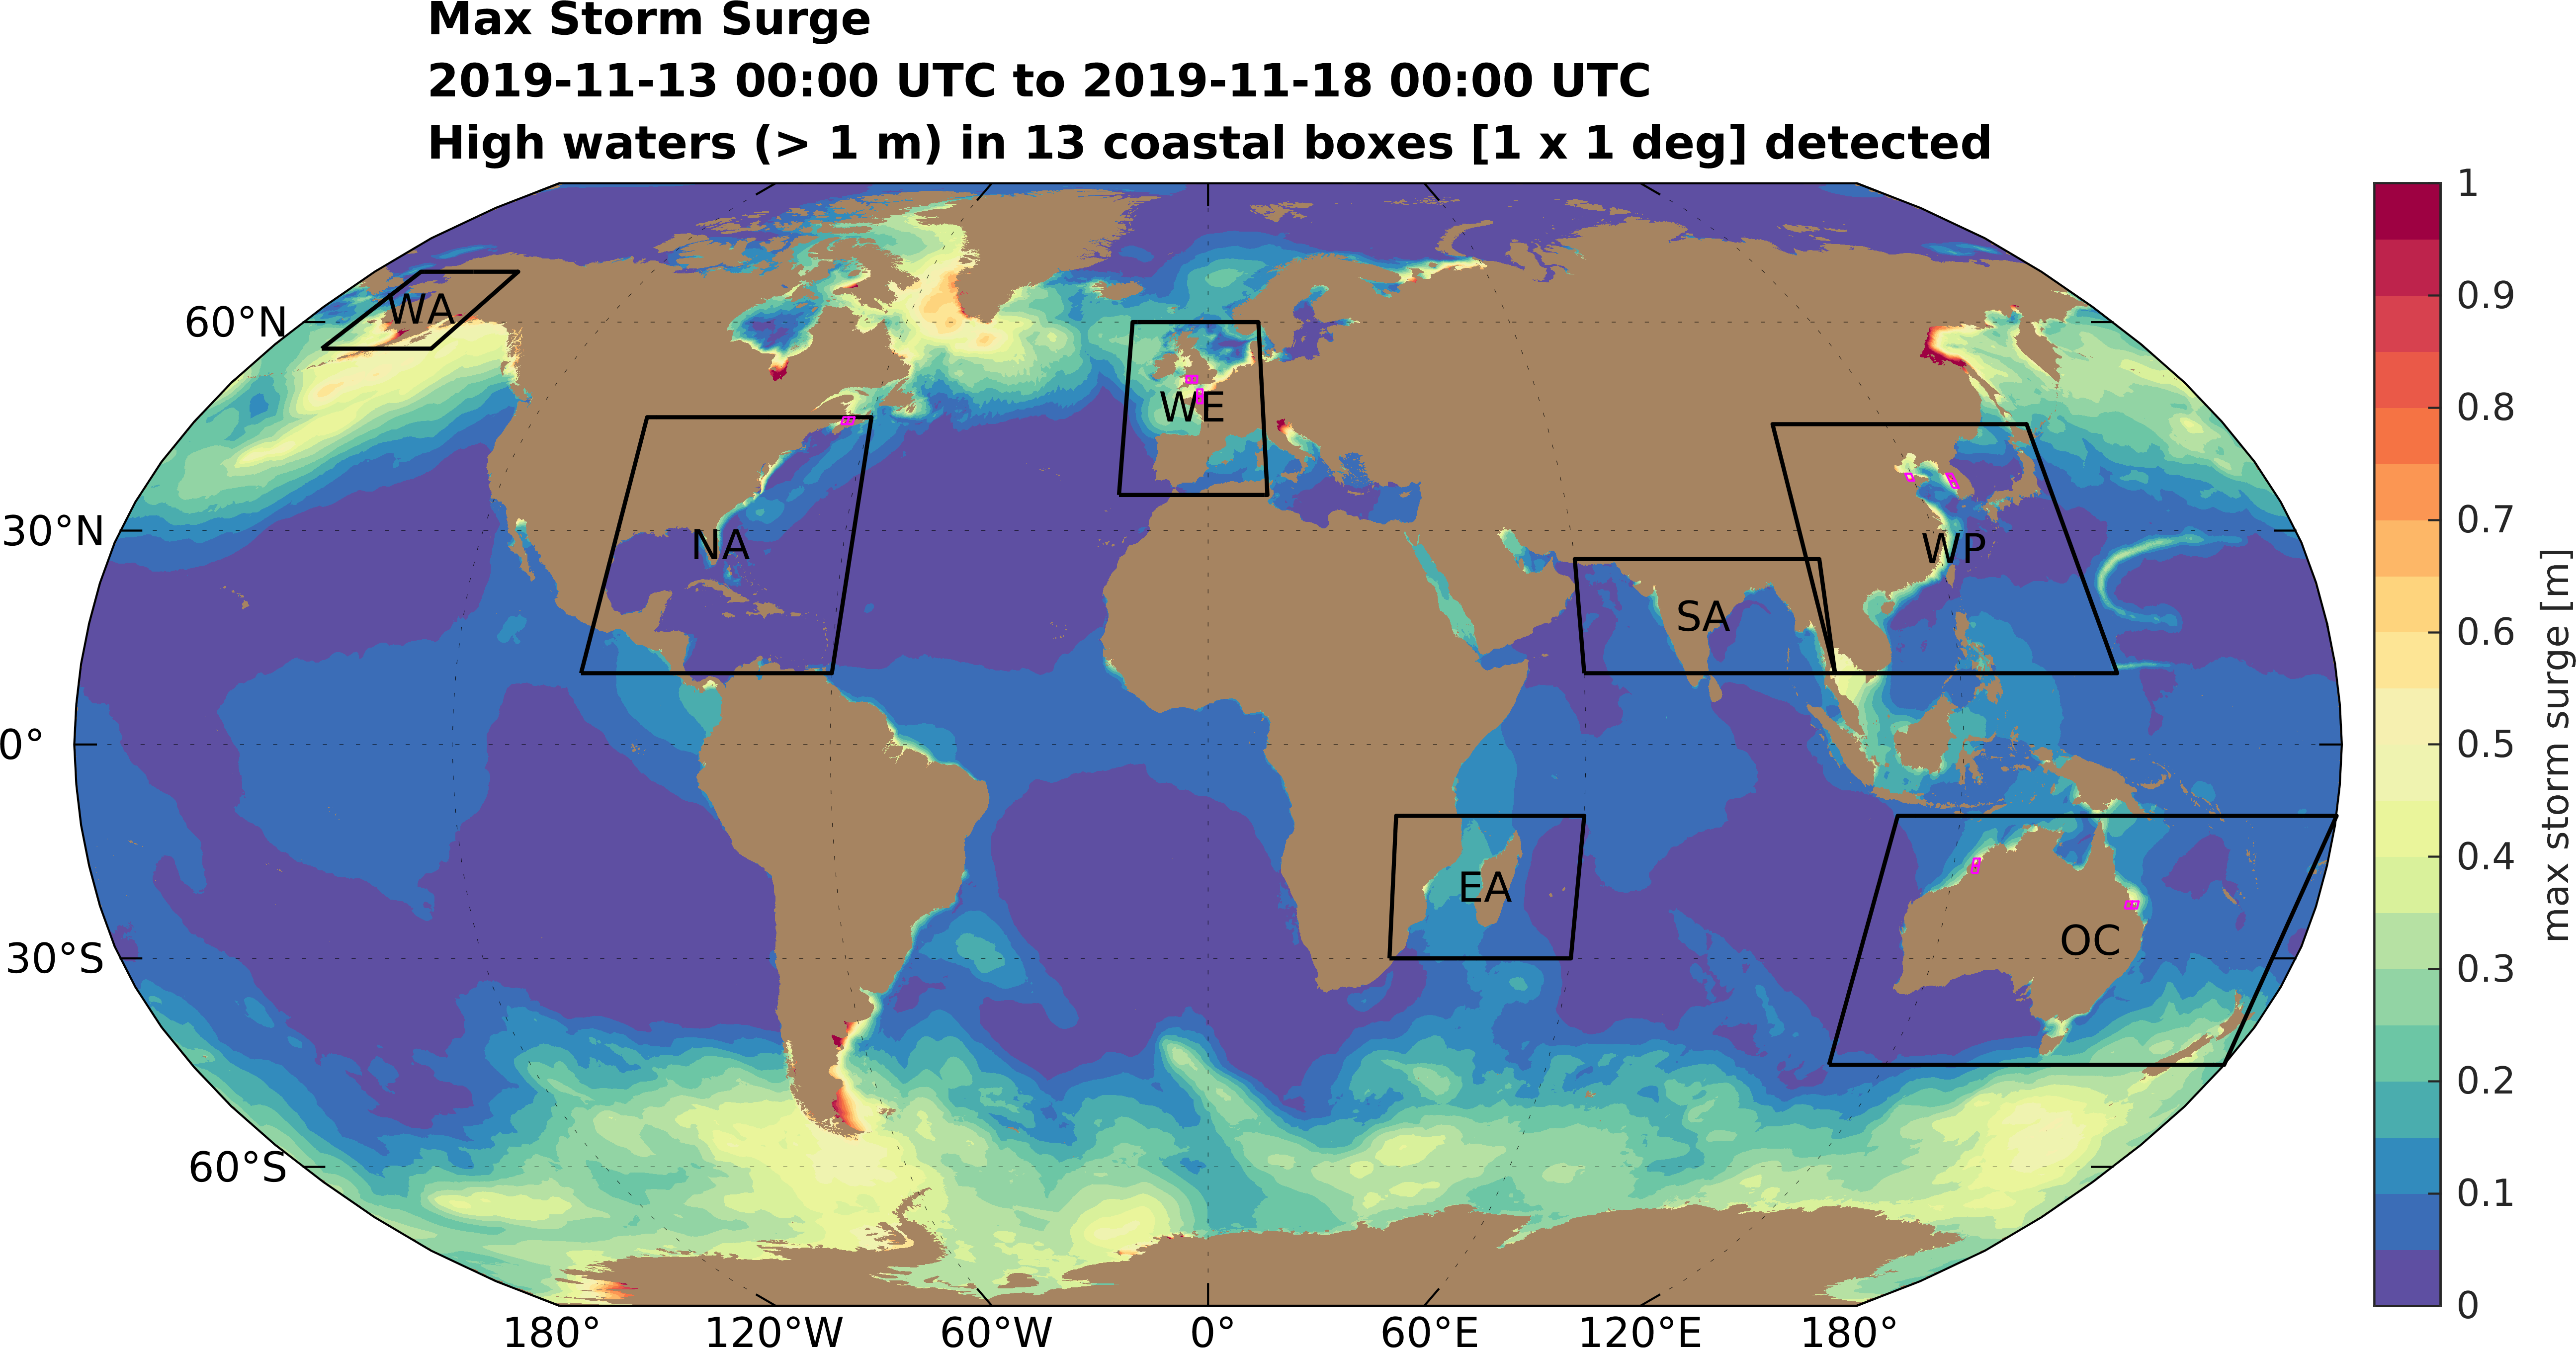 Max Storm Surge
2019-11-13 00:00 UTC to 2019-11-18 00:00 UTC
High waters (> 1 m) in 13 coastal boxes [1 x 1 deg] detected
60°N
30°N
0°
30°S
60°S
WA
WE
NA
WP
SA
EA
OC
180°
120°W
60°W
0°
60°E
120°E
180°
1
0.9
0.8
0.7
0.6
0.5
0.4
0.3
0.2
0.1
0
max storm surge [m]